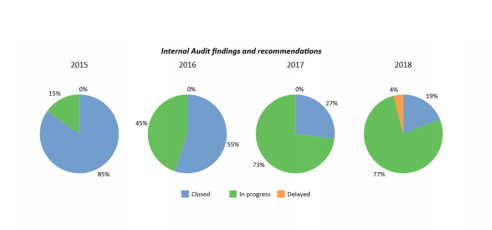 Internal Audit findings and recommendations
2015 2016 2017 2018
15% 0% 85%
45% 0% 55%
0% 27% 73%
4% 19% 77%
Closed In progress Delayed